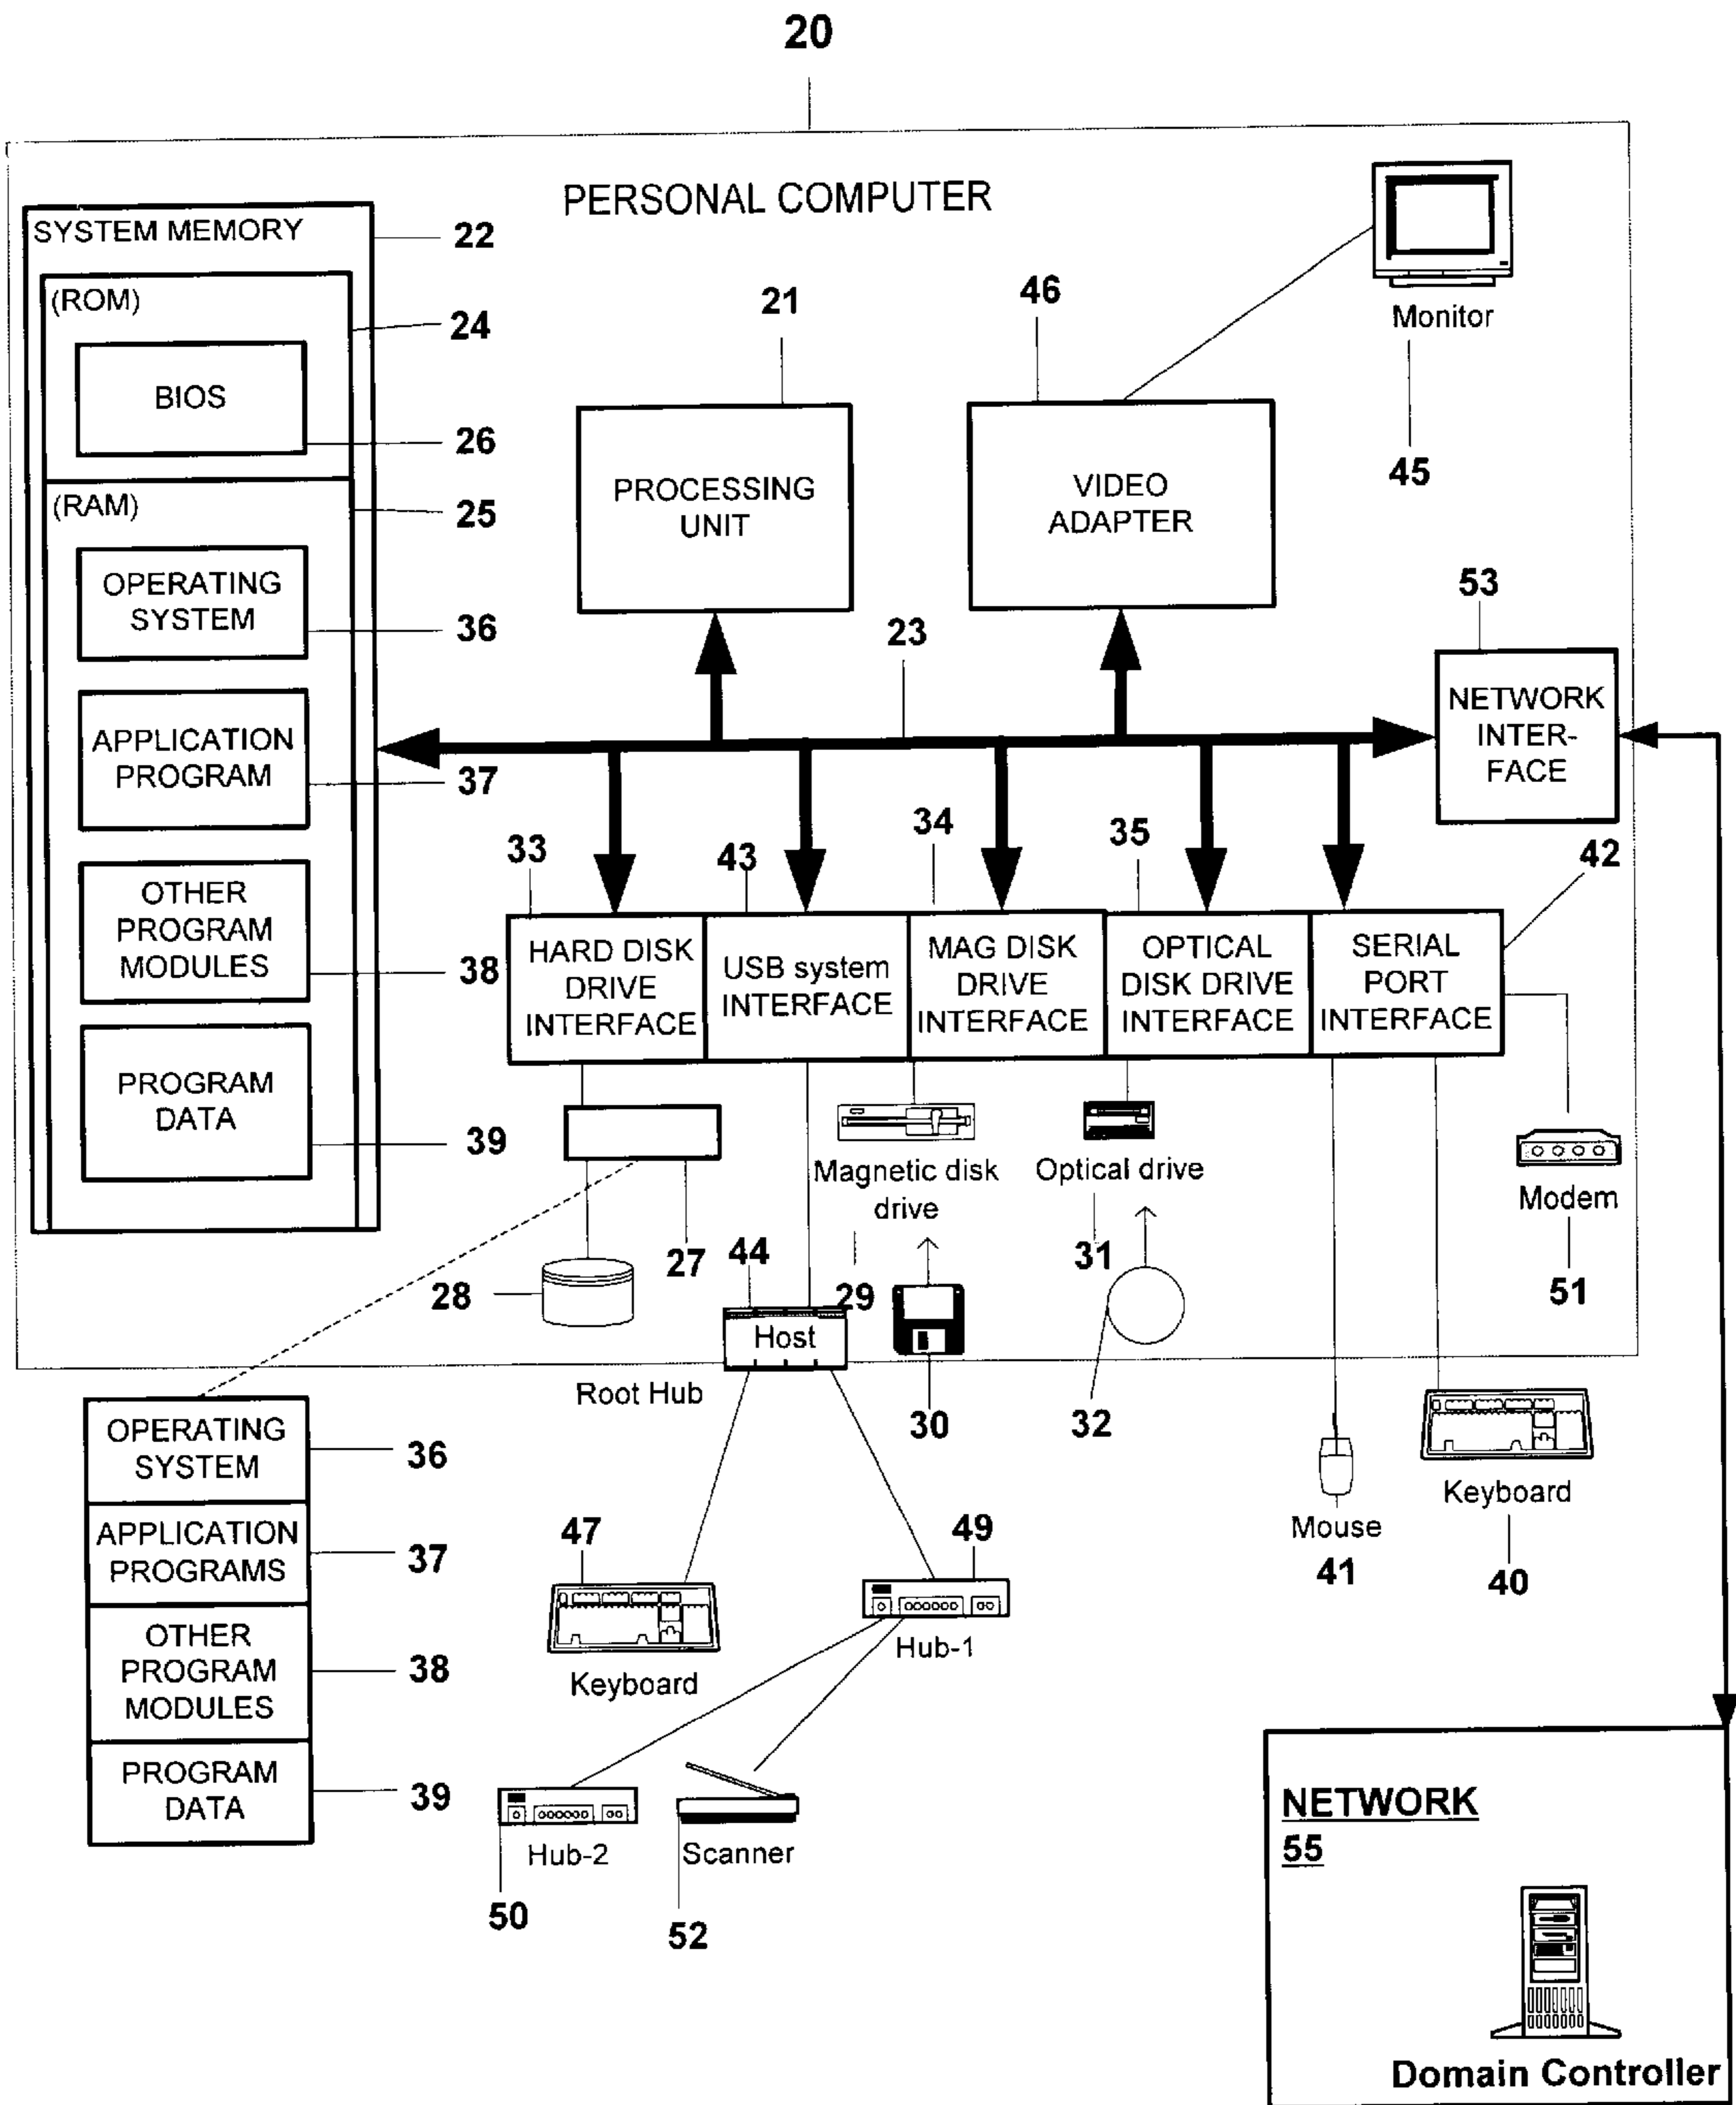 20
PERSONAL COMPUTER
SYSTEM MEMORY
22
(ROM)
24
BIOS
26
(RAM)
25
OPERATING
SYSTEM
36
APPLICATION
PROGRAM
37
OTHER
PROGRAM
MODULES
38
PROGRAM
DATA
39
21
PROCESSING
UNIT
46
VIDEO
ADAPTER
Monitor
45
23
53
NETWORK
INTER-
FACE
33
43
34
35
42
HARD DISK
DRIVE
INTERFACE
USB system
INTERFACE
MAG DISK
DRIVE
INTERFACE
OPTICAL
DISK DRIVE
INTERFACE
SERIAL
PORT
INTERFACE
Magnetic disk
drive
Optical drive
Modem
28
27
44
29
31
51
Host
Root Hub
30
32
OPERATING
SYSTEM
36
APPLICATION
PROGRAMS
37
OTHER
PROGRAM
MODULES
38
PROGRAM
DATA
39
47
Keyboard
49
Hub-1
Mouse
41
Keyboard
40
Hub-2
50
Scanner
52
NETWORK
55
Domain Controller